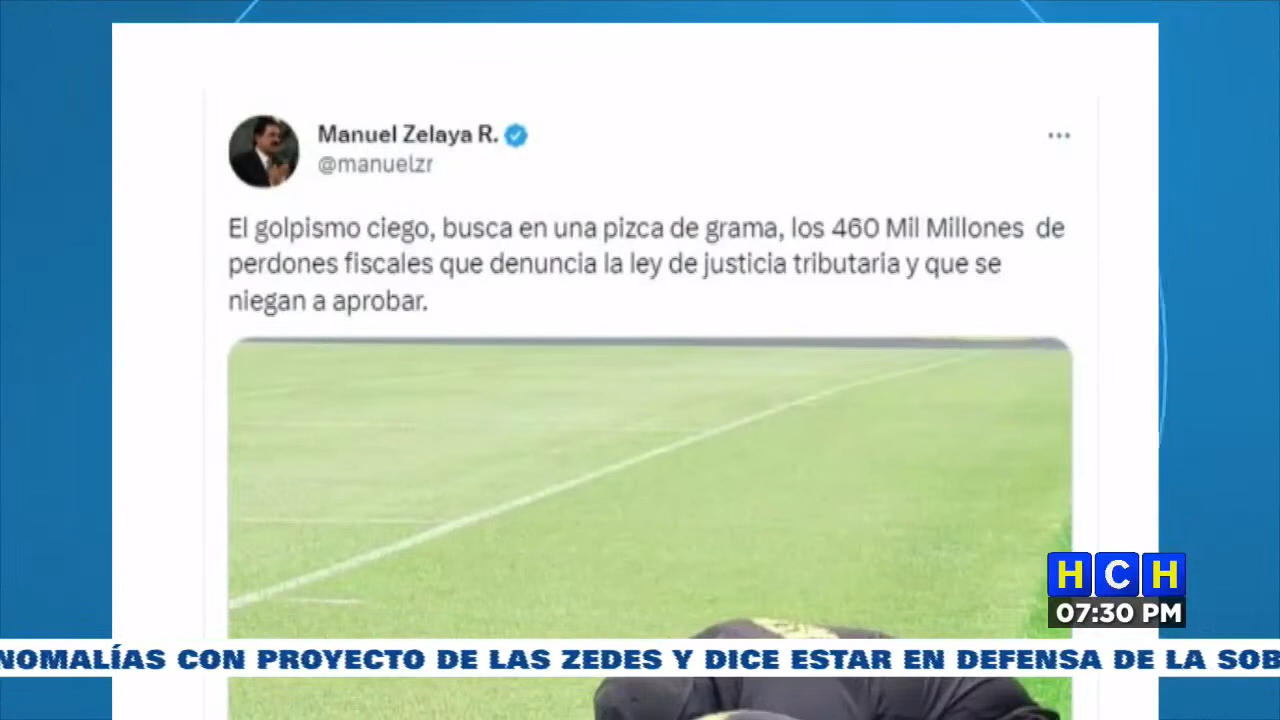 Manuel Zelaya R.
@manuelzr
El golpismo ciego, busca en una pizca de grama, los 460 Mil Millones de
perdones fiscales que denuncia la ley de justicia tributaria y que se
niegan a aprobar.
HCH
07:30 PM
NOMALÍAS CON PROYECTO DE LAS ZEDES Y DICE ESTAR EN DEFENSA DE LA SOB